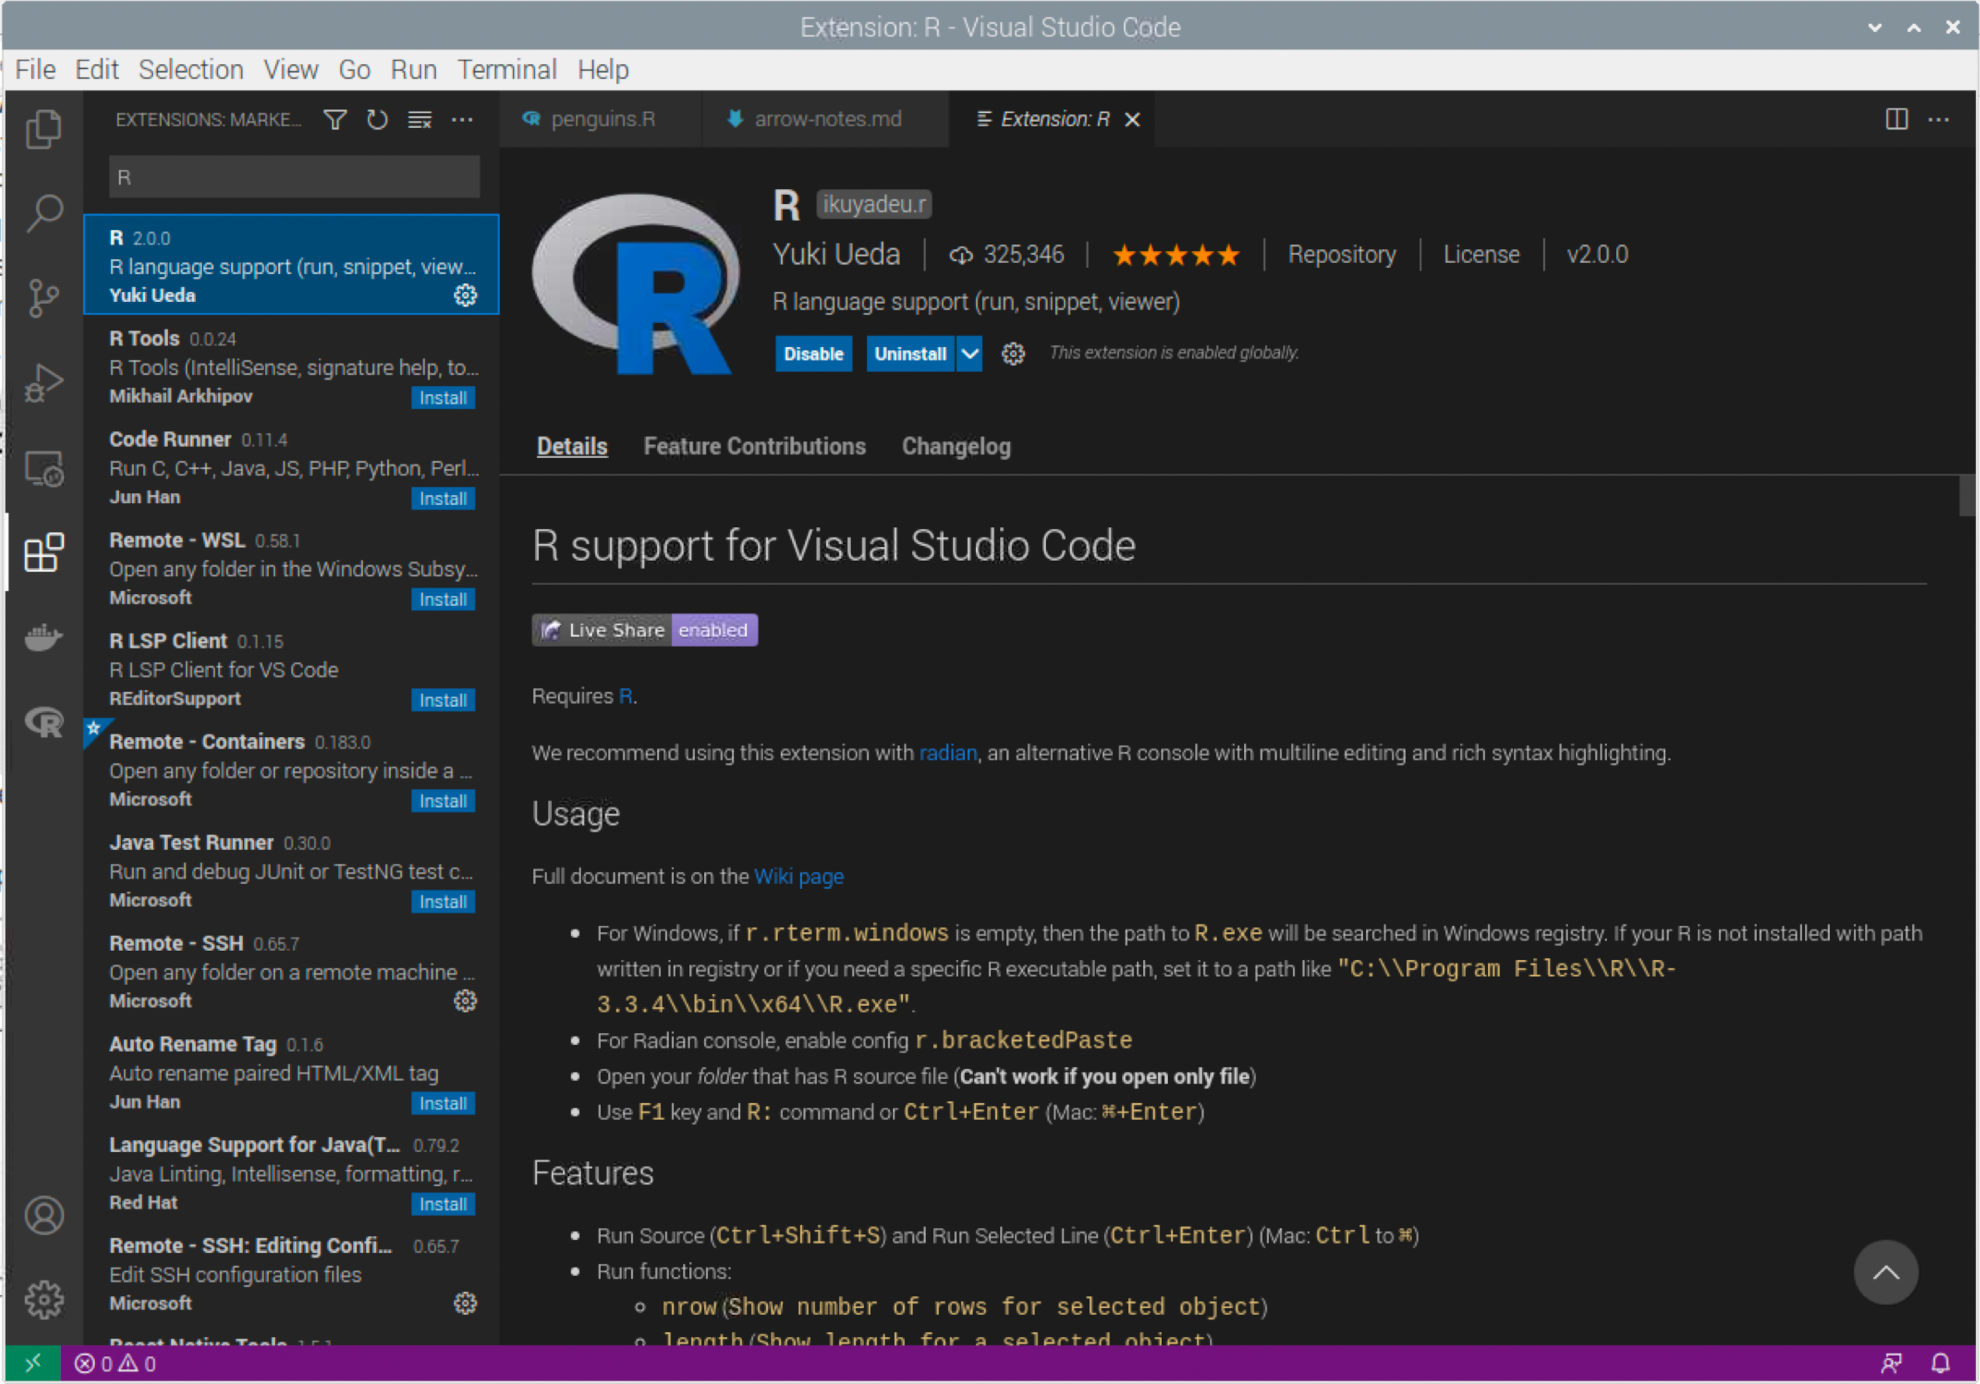 Extension: R - Visual Studio Code
File Edit Selection View Go Run Terminal Help
EXTENSIONS: MARKE...
R
R 2.0.0
R language support (run, snippet, view...
Yuki Ueda
R Tools 0.0.24
R Tools (IntelliSense, signature help, to...
Mikhail Arkhipov Install
Code Runner 0.11.4
Run C, C++, Java, JS, PHP, Python, Perl...
Jun Han Install
Remote - WSL 0.58.1
Open any folder in the Windows Subsy...
Microsoft Install
R LSP Client 0.1.15
R LSP Client for VS Code
REditorSupport Install
Remote - Containers 0.183.0
Open any folder or repository inside a ...
Microsoft Install
Java Test Runner 0.30.0
Run and debug JUnit or TestNG test c...
Microsoft Install
Remote - SSH 0.65.7
Open any folder on a remote machine ...
Microsoft
Auto Rename Tag 0.1.6
Auto rename paired HTML/XML tag
Jun Han Install
Language Support for Java(T... 0.79.2
Java Linting, Intellisense, formatting, r...
Red Hat Install
Remote - SSH: Editing Confi... 0.65.7
Edit SSH configuration files
Microsoft
React Native Tools 1.5.1
penguins.R arrow-notes.md Extension: R
R ikuyadeu.r
Yuki Ueda 325,346 Repository License v2.0.0
R language support (run, snippet, viewer)
Disable Uninstall This extension is enabled globally.
Details Feature Contributions Changelog
R support for Visual Studio Code
Live Share enabled
Requires R.
We recommend using this extension with radian, an alternative R console with multiline editing and rich syntax highlighting.
Usage
Full document is on the Wiki page
• For Windows, if r.rterm.windows is empty, then the path to R.exe will be searched in Windows registry. If your R is not installed with path
written in registry or if you need a specific R executable path, set it to a path like "C:\\Program Files\\R\\R-
3.3.4\\bin\\x64\\R.exe".
• For Radian console, enable config r.bracketedPaste
• Open your folder that has R source file (Can't work if you open only file)
• Use F1 key and R: command or Ctrl+Enter (Mac: ⌘+Enter)
Features
• Run Source (Ctrl+Shift+S) and Run Selected Line (Ctrl+Enter) (Mac: Ctrl to ⌘)
• Run functions:
nrow (Show number of rows for selected object)
length (Show length for a selected object)
0 0